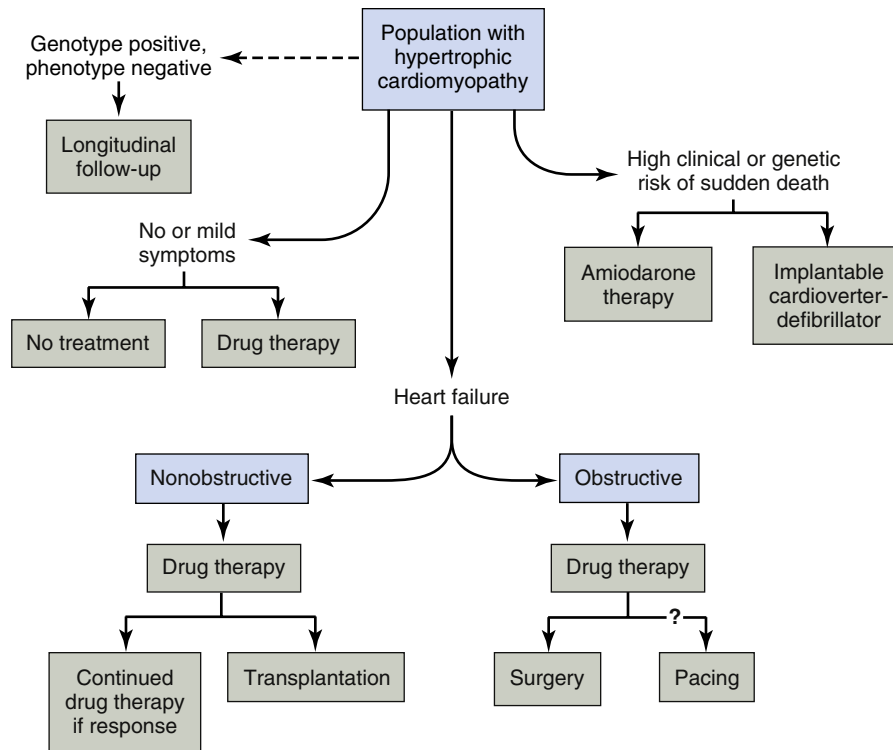 Population with
hypertrophic
cardiomyopathy
Genotype positive,
phenotype negative
Longitudinal
follow-up
High clinical or genetic
risk of sudden death
No or mild
symptoms
Amiodarone
therapy
Implantable
cardioverter-
defibrillator
No treatment
Drug therapy
Heart failure
Nonobstructive
Obstructive
Drug therapy
Drug therapy
?
Continued
drug therapy
if response
Transplantation
Surgery
Pacing